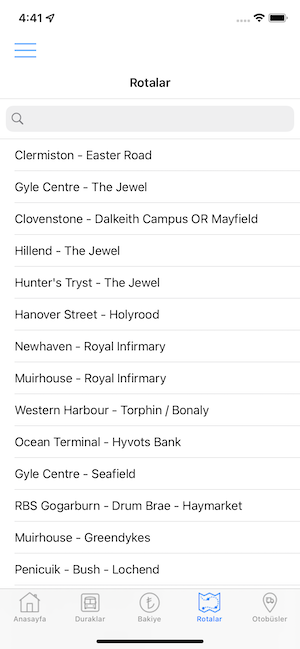 4:41
Rotalar
Clermiston - Easter Road
Gyle Centre - The Jewel
Clovenstone - Dalkeith Campus OR Mayfield
Hillend - The Jewel
Hunter's Tryst - The Jewel
Hanover Street - Holyrood
Newhaven - Royal Infirmary
Muirhouse - Royal Infirmary
Western Harbour - Torphin / Bonaly
Ocean Terminal - Hyvots Bank
Gyle Centre - Seafield
RBS Gogarburn - Drum Brae - Haymarket
Muirhouse - Greendykes
Penicuik - Bush - Lochend
Anasayfa Duraklar Bakiye Rotalar Otobüsler